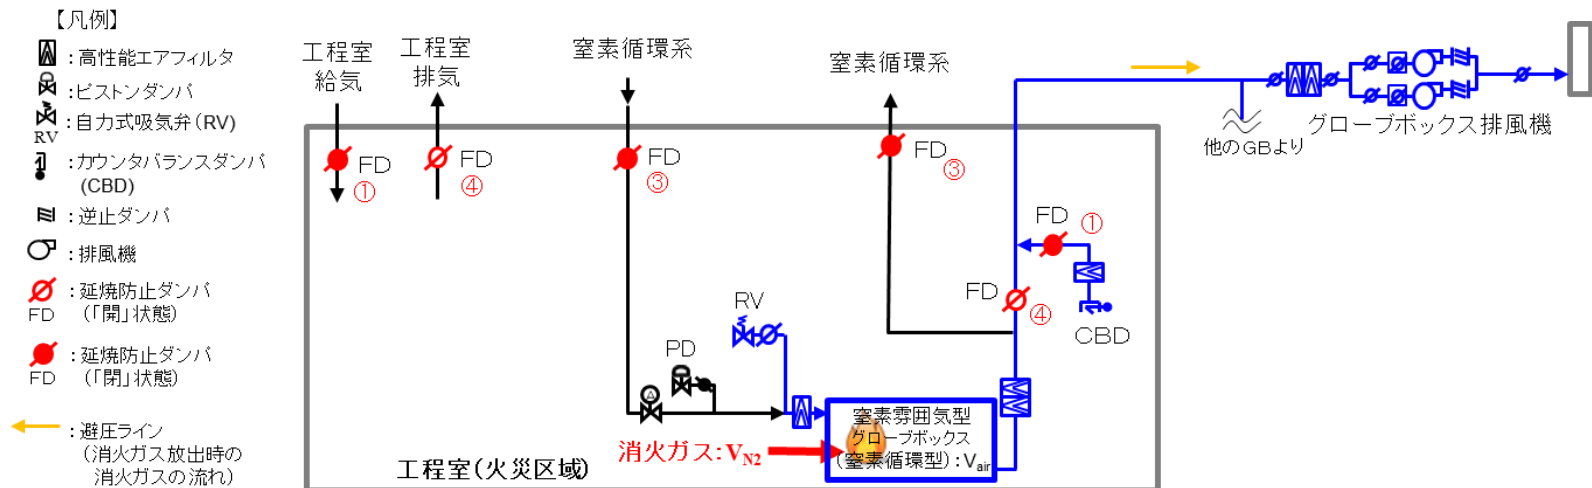 【凡例】
:高性能エアフィルタ
:ピストンダンパ
RV :自力式吸気弁(RV)
:カウンタバランスダンパ
(CBD)
:逆止ダンパ
:排風機
FD :延焼防止ダンパ
(「開」状態)
FD :延焼防止ダンパ
(「閉」状態)
:避圧ライン
(消火ガス放出時の
消火ガスの流れ)
工程室
給気
工程室
排気
窒素循環系
窒素循環系
FD
①
FD
④
FD
③
FD
③
FD
①
FD
④
CBD
RV
PD
窒素雰囲気型
グローブボックス
(窒素循環型):Vair
消火ガス:VN2
工程室(火災区域)
他のGBより
グローブボックス排風機